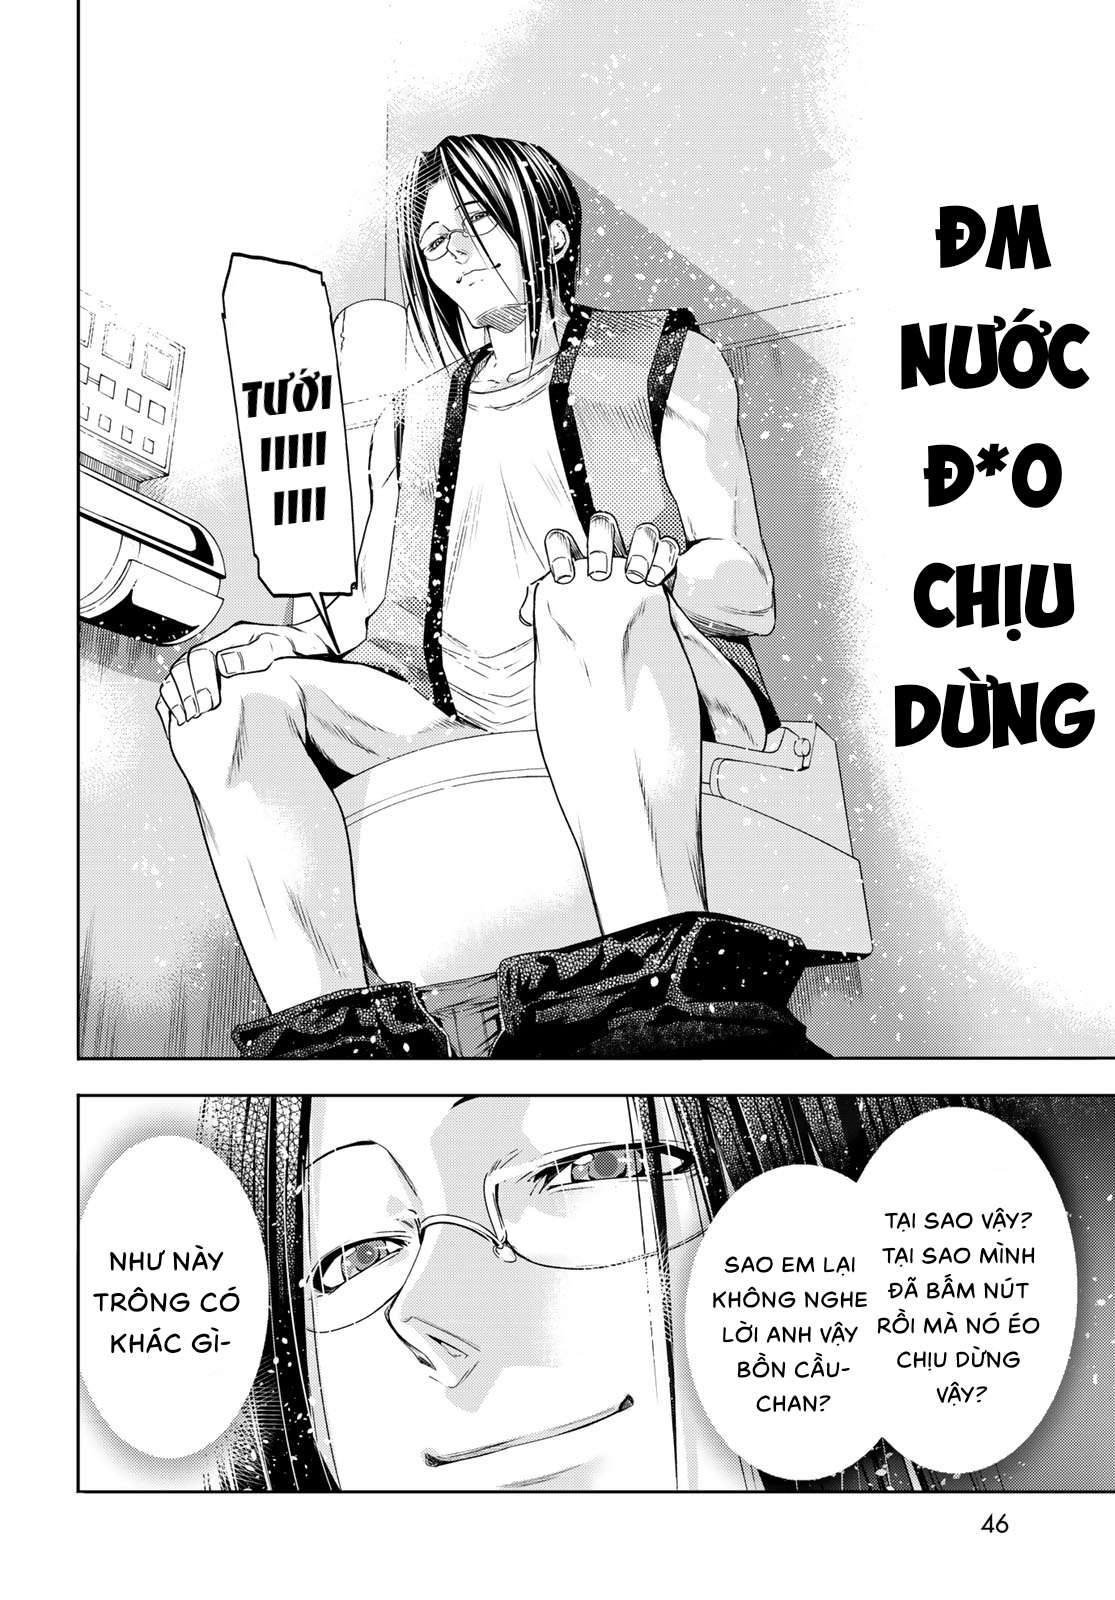 ĐM
NƯỚC
Đ*O
CHỊU
DỪNG
TƯỚI
IIIIII
IIIII
TẠI SAO VẬY?
TẠI SAO MÌNH
ĐÃ BẤM NÚT
RỒI MÀ NÓ ÉO
CHỊU DỪNG
VẬY?
SAO EM LẠI
KHÔNG NGHE
LỜI ANH VẬY
BỒN CẦU-
CHAN?
NHƯ NÀY
TRÔNG CÓ
KHÁC GÌ-
46